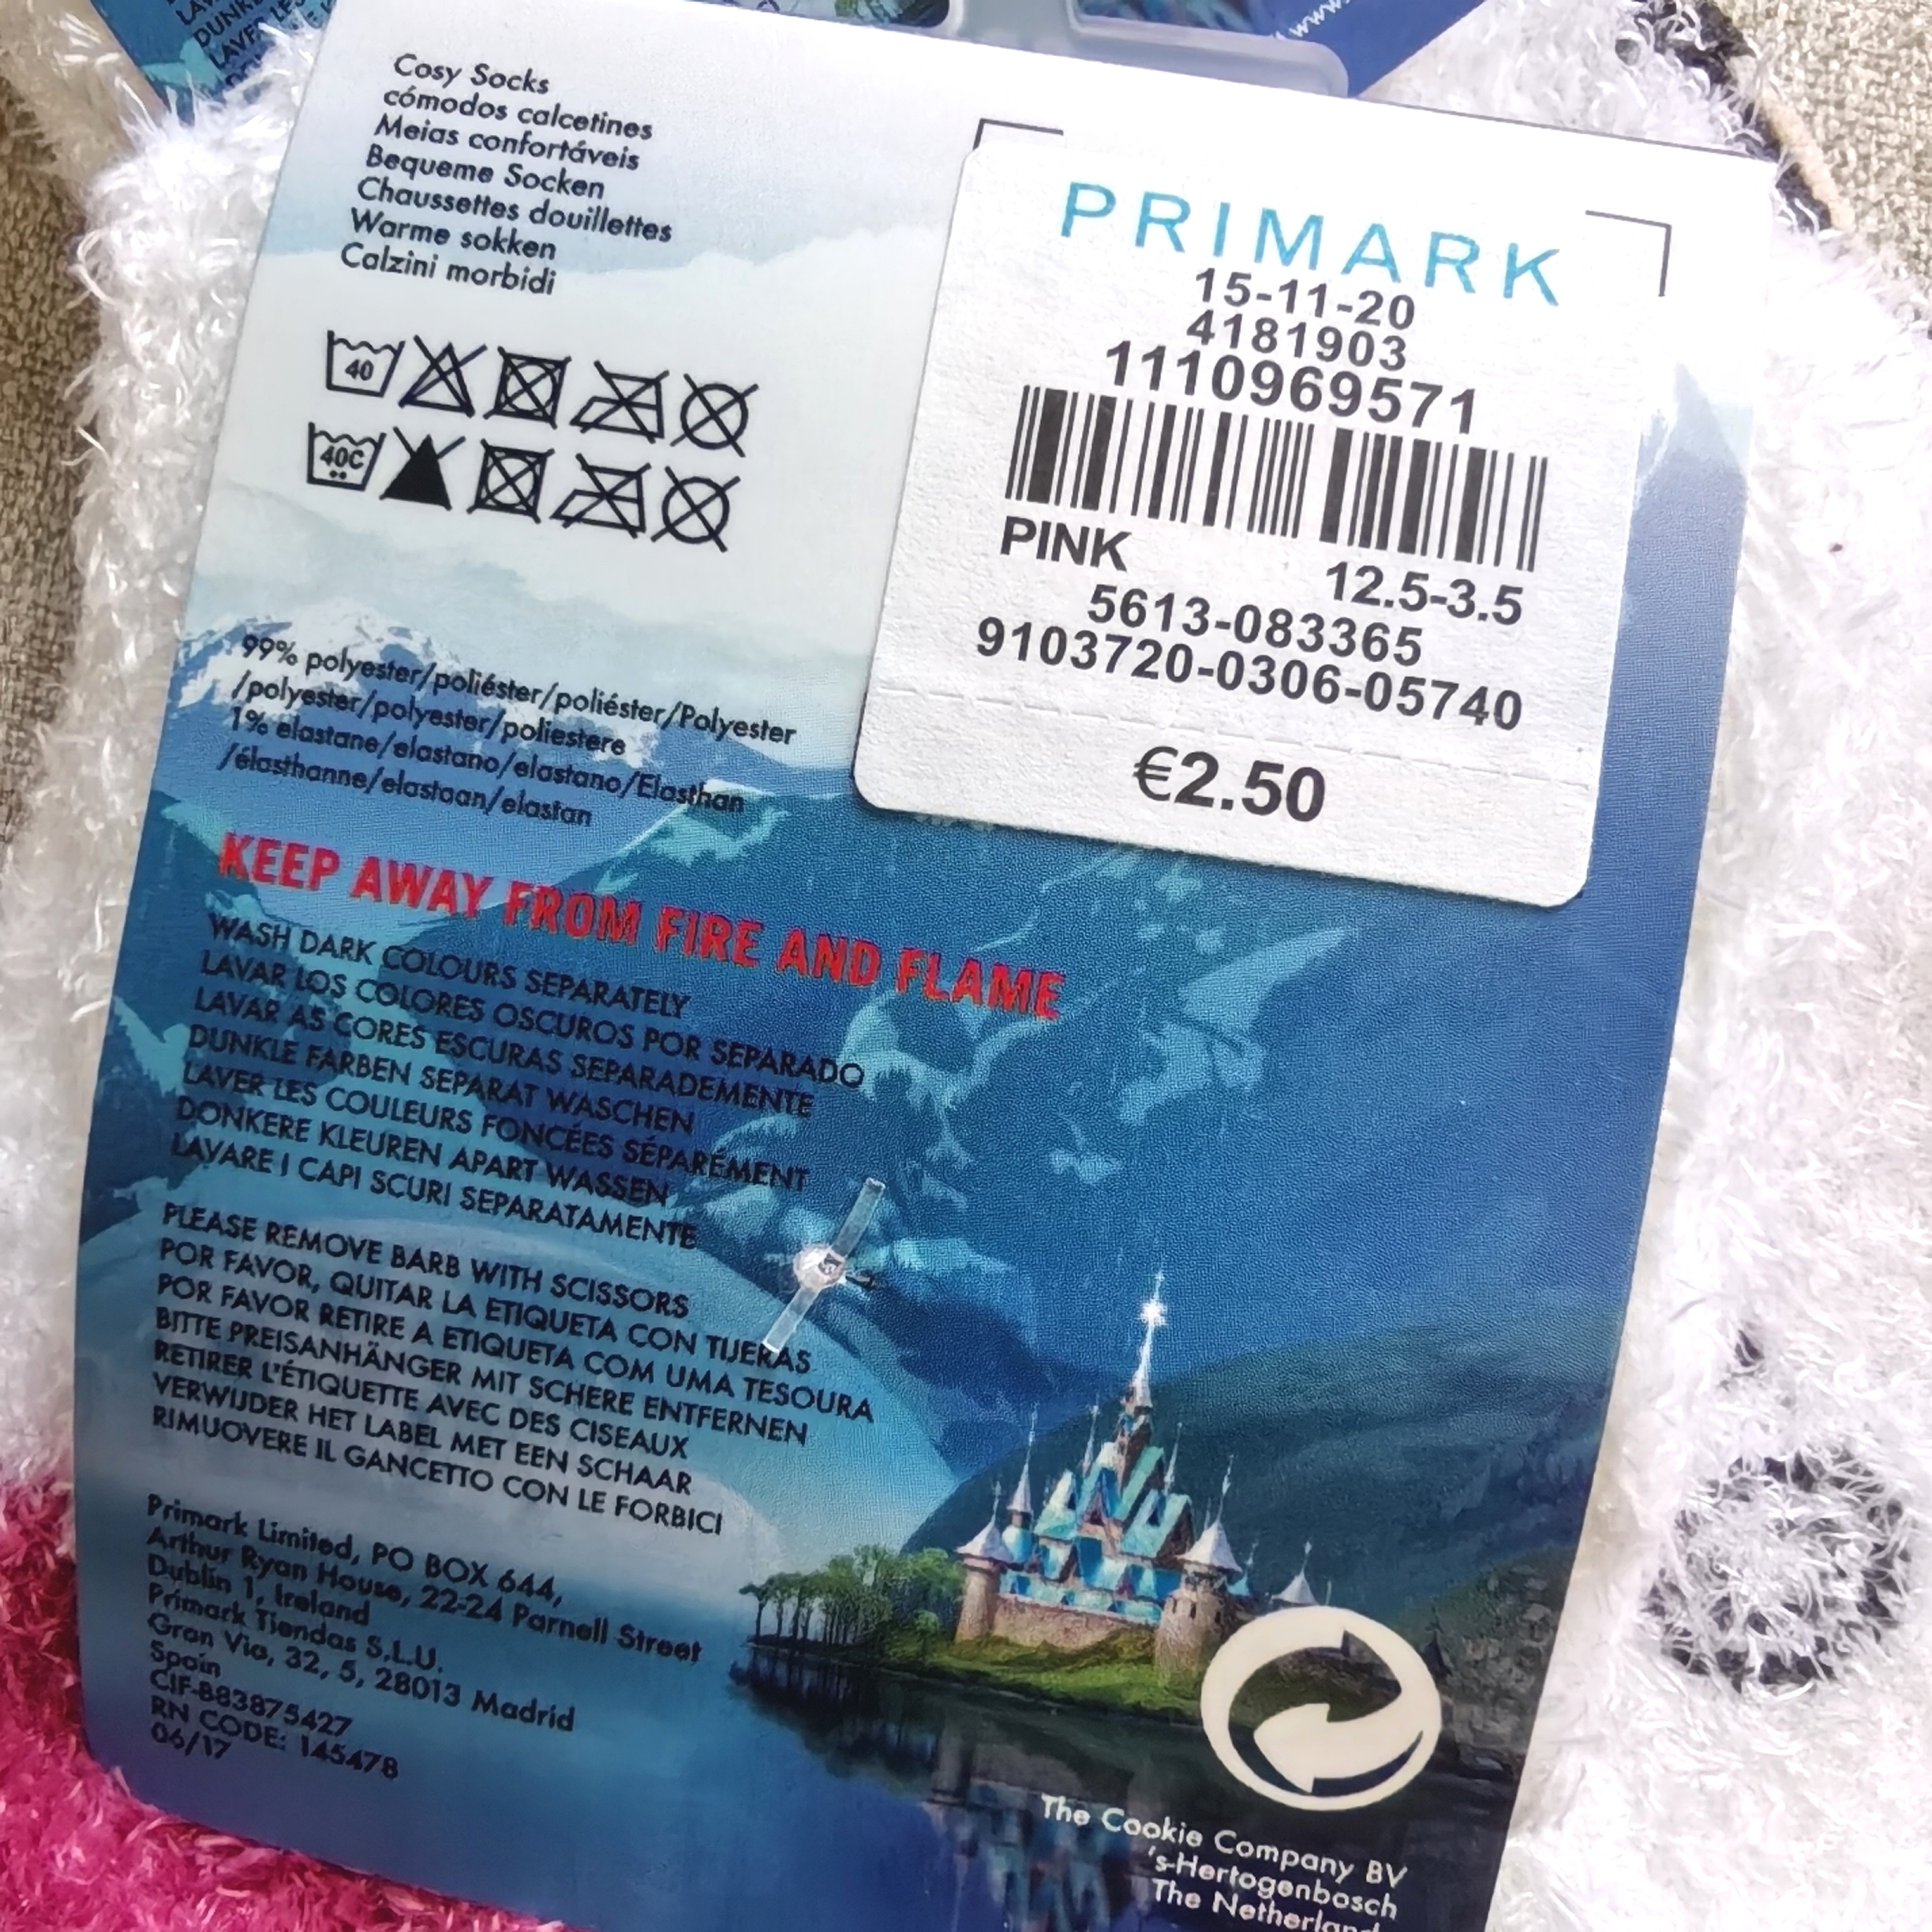 LAV
DUNKE
LAVE
www
Cosy Socks
cómodos calcetines
Meias confortáveis
Bequeme Socken
Chaussettes douillettes
Warme sokken
Calzini morbidi
40
40C
99% polyester/poliéster/poliéster/Polyester
/polyester/polyester/poliestere
1% elastane/elastano/elastano/Elasthan
/élasthanne/elastaan/elastan
PRIMARK
15-11-20
4181903
1110969571
PINK 12.5-3.5
5613-083365
9103720-0306-05740
€2.50
KEEP AWAY FROM FIRE AND FLAME
WASH DARK COLOURS SEPARATELY
LAVAR LOS COLORES OSCUROS POR SEPARADO
LAVAR AS CORES ESCURAS SEPARADEMENTE
DUNKLE FARBEN SEPARAT WASCHEN
LAVER LES COULEURS FONCÉES SÉPARÉMENT
DONKERE KLEUREN APART WASSEN
LAVARE I CAPI SCURI SEPARATAMENTE
PLEASE REMOVE BARB WITH SCISSORS
POR FAVOR, QUITAR LA ETIQUETA CON TIJERAS
POR FAVOR RETIRE A ETIQUETA COM UMA TESOURA
BITTE PREISANHÄNGER MIT SCHERE ENTFERNEN
RETIRER L'ÉTIQUETTE AVEC DES CISEAUX
VERWIJDER HET LABEL MET EEN SCHAAR
RIMUOVERE IL GANCETTO CON LE FORBICI
Primark Limited, PO BOX 644,
Arthur Ryan House, 22-24 Parnell Street
Dublin 1, Ireland
Primark Tiendas S.L.U.
Gran Via, 32, 5, 28013 Madrid
Spain
CIF-B83875427
RN CODE: 145478
06/17
The Cookie Company BV
's-Hertogenbosch
The Netherland